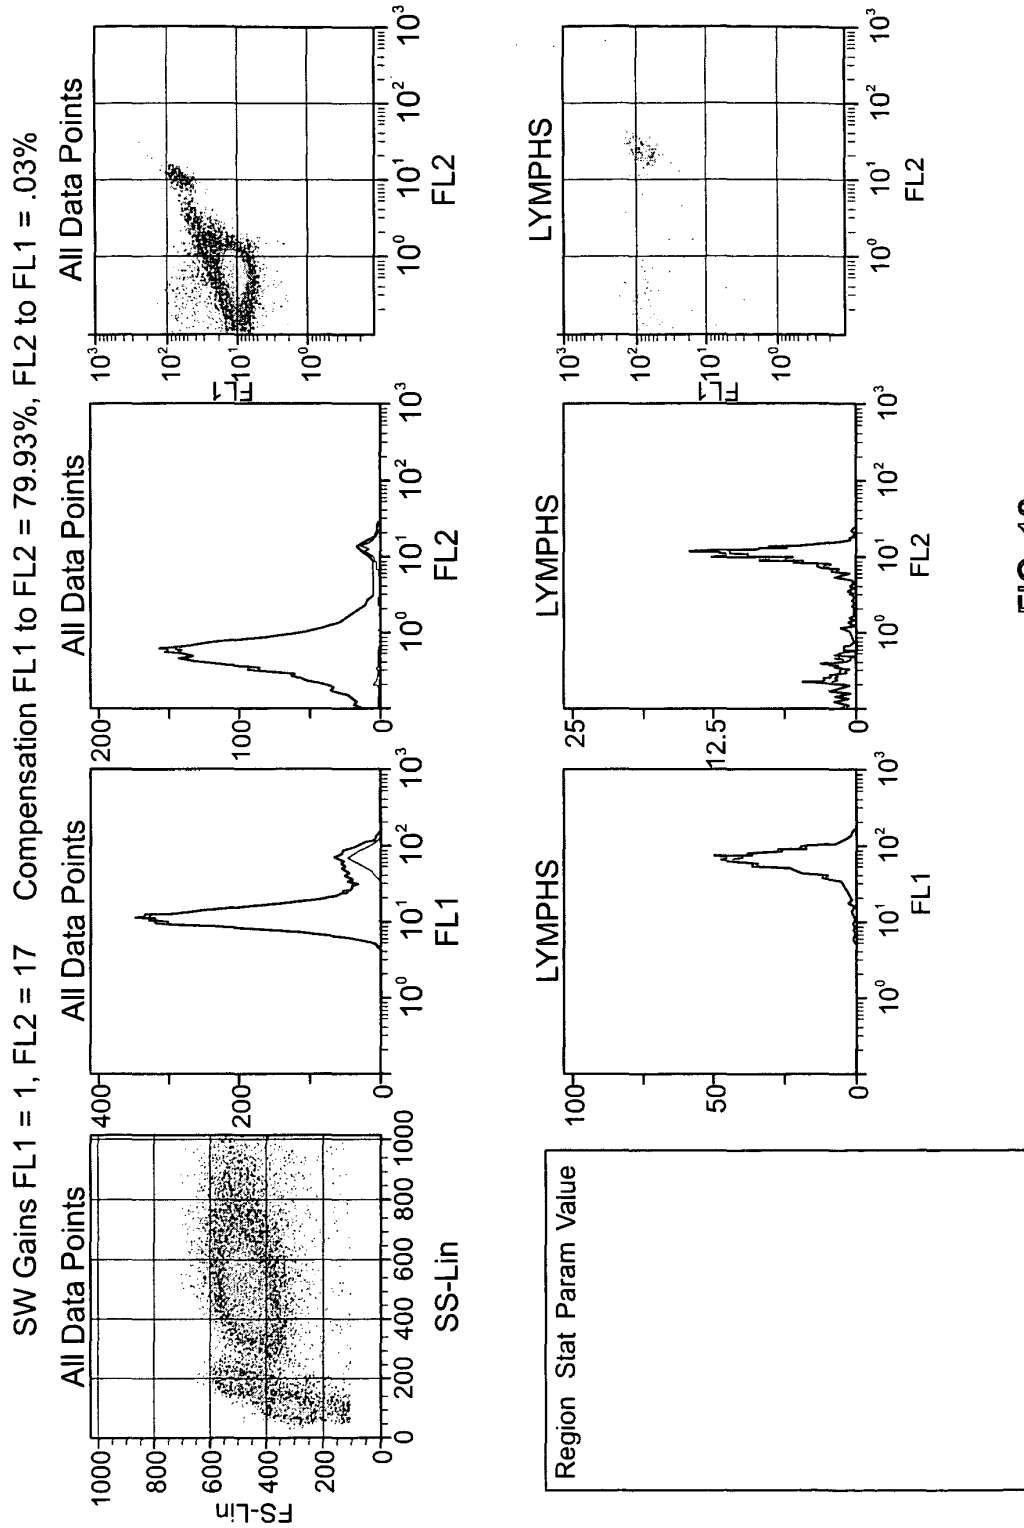 SW Gains FL1 = 1, FL2 = 17    Compensation FL1 to FL2 = 79.93%, FL2 to FL1 = .03%
All Data Points
1000
800
600
400
200
0
FS-Lin
0 200 400 600 800 1000
SS-Lin
All Data Points
400
200
0
10⁰ 10¹ 10² 10³
FL1
All Data Points
200
100
0
10⁰ 10¹ 10² 10³
FL2
All Data Points
10³
10²
10¹
10⁰
FL1
10⁰ 10¹ 10² 10³
FL2
Region Stat Param Value
LYMPHS
100
50
0
10⁰ 10¹ 10² 10³
FL1
LYMPHS
25
12.5
0
10⁰ 10¹ 10² 10³
FL2
LYMPHS
10³
10²
10¹
10⁰
FL1
10⁰ 10¹ 10² 10³
FL2